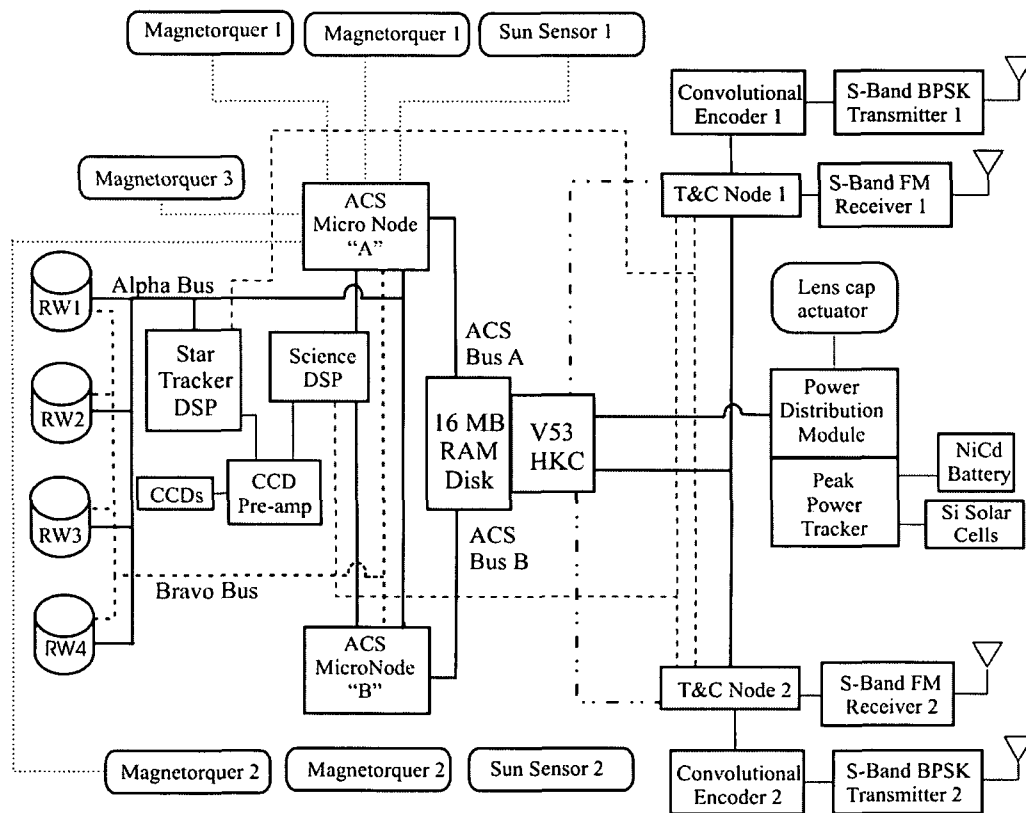 Magnetorquer 1
Magnetorquer 1
Sun Sensor 1
Convolutional
Encoder 1
S-Band BPSK
Transmitter 1
Magnetorquer 3
ACS
Micro Node
“A”
T&C Node 1
S-Band FM
Receiver 1
RW1
Alpha Bus
Lens cap
actuator
Star
Tracker
DSP
Science
DSP
ACS
Bus A
RW2
16 MB
RAM
Disk
V53
HKC
Power
Distribution
Module
CCDs
CCD
Pre-amp
NiCd
Battery
Peak
Power
Tracker
Si Solar
Cells
RW3
ACS
Bus B
Bravo Bus
RW4
ACS
MicroNode
"B"
T&C Node 2
S-Band FM
Receiver 2
Magnetorquer 2
Magnetorquer 2
Sun Sensor 2
Convolutional
Encoder 2
S-Band BPSK
Transmitter 2